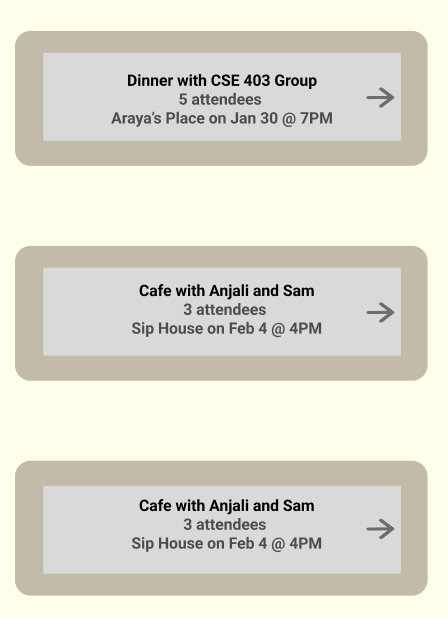 Dinner with CSE 403 Group
5 attendees
Araya's Place on Jan 30 @ 7PM
Cafe with Anjali and Sam
3 attendees
Sip House on Feb 4 @ 4PM
Cafe with Anjali and Sam
3 attendees
Sip House on Feb 4 @ 4PM